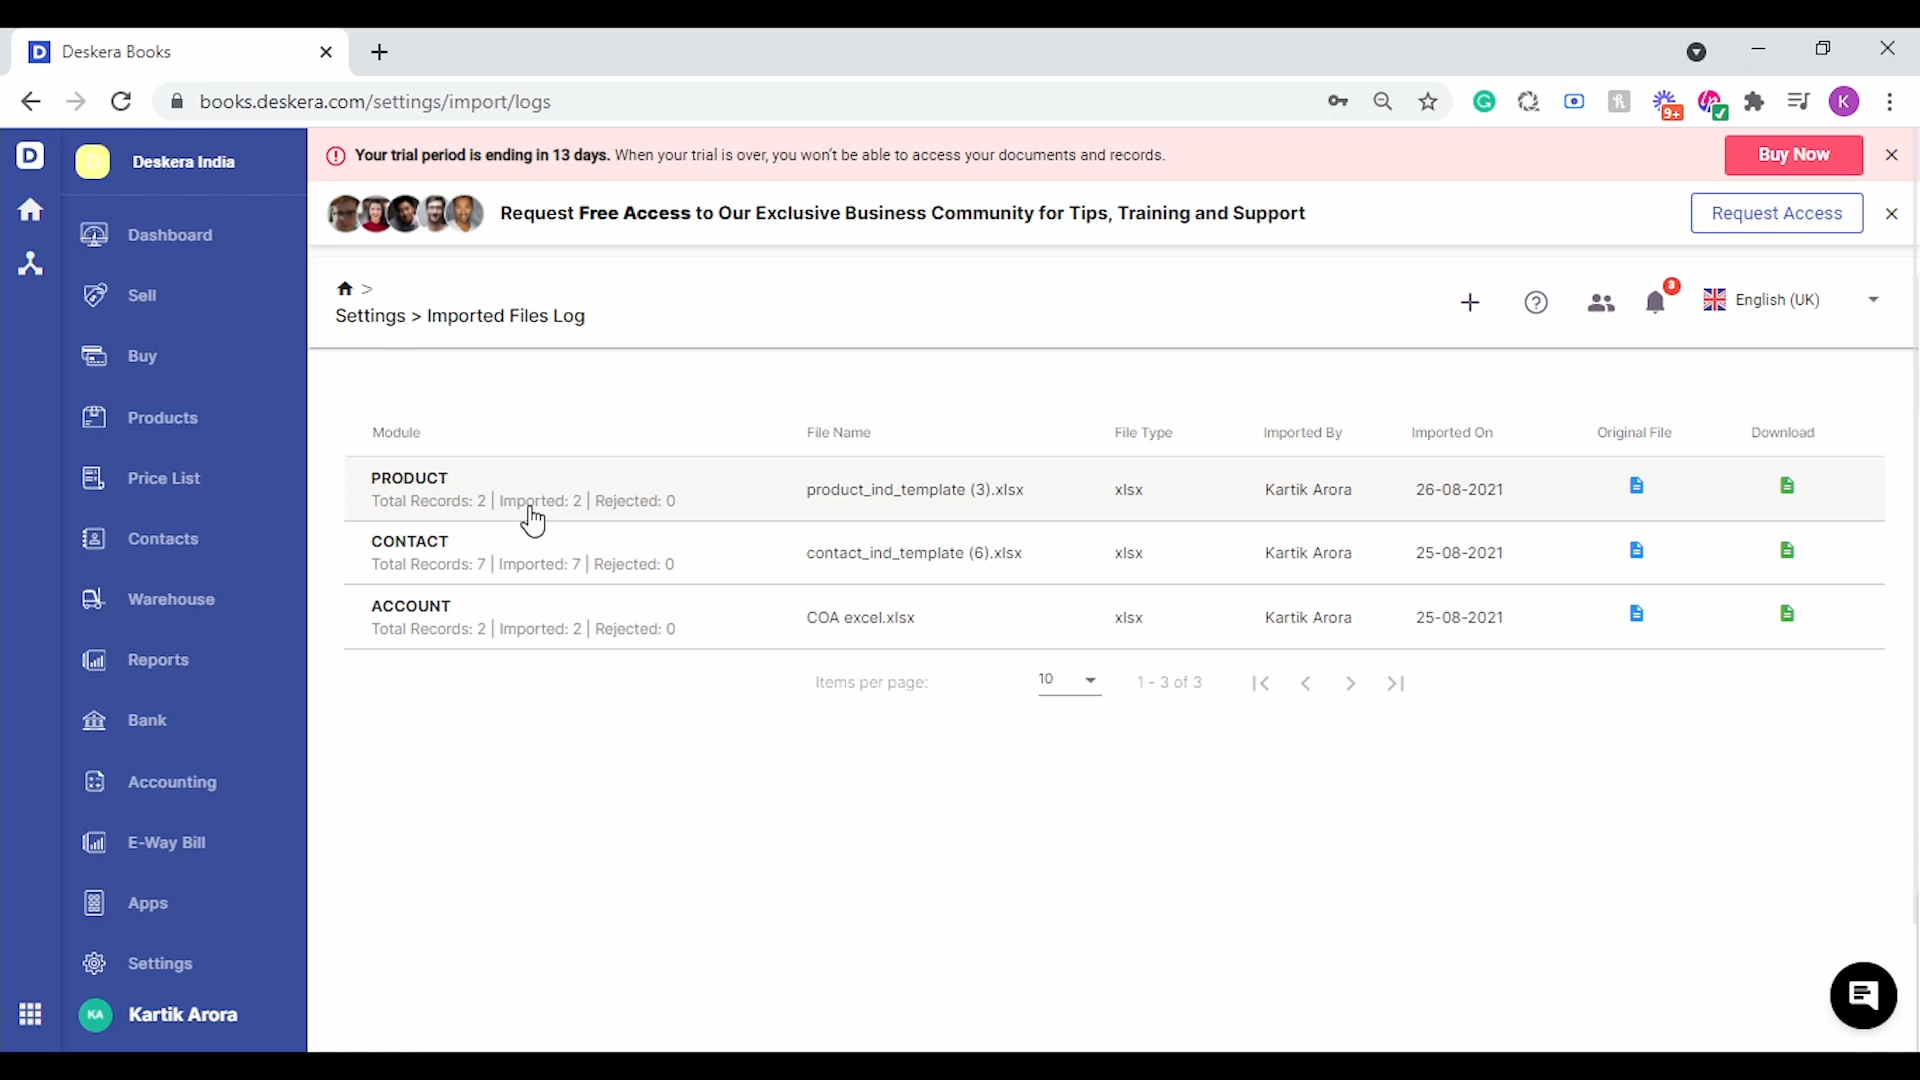 Deskera Books
books.deskera.com/settings/import/logs
9+
K
D
D
Deskera India
Your trial period is ending in 13 days. When your trial is over, you won't be able to access your documents and records.
Buy Now
Request Free Access to Our Exclusive Business Community for Tips, Training and Support
Request Access
Dashboard
Sell
Buy
Products
Price List
Contacts
Warehouse
Reports
Bank
Accounting
E-Way Bill
Apps
Settings
KA Kartik Arora
>
Settings > Imported Files Log
3
English (UK)
Module File Name File Type Imported By Imported On Original File Download
PRODUCT
Total Records: 2 | Imported: 2 | Rejected: 0
product_ind_template (3).xlsx xlsx Kartik Arora 26-08-2021
CONTACT
Total Records: 7 | Imported: 7 | Rejected: 0
contact_ind_template (6).xlsx xlsx Kartik Arora 25-08-2021
ACCOUNT
Total Records: 2 | Imported: 2 | Rejected: 0
COA excel.xlsx xlsx Kartik Arora 25-08-2021
Items per page: 10 1 - 3 of 3